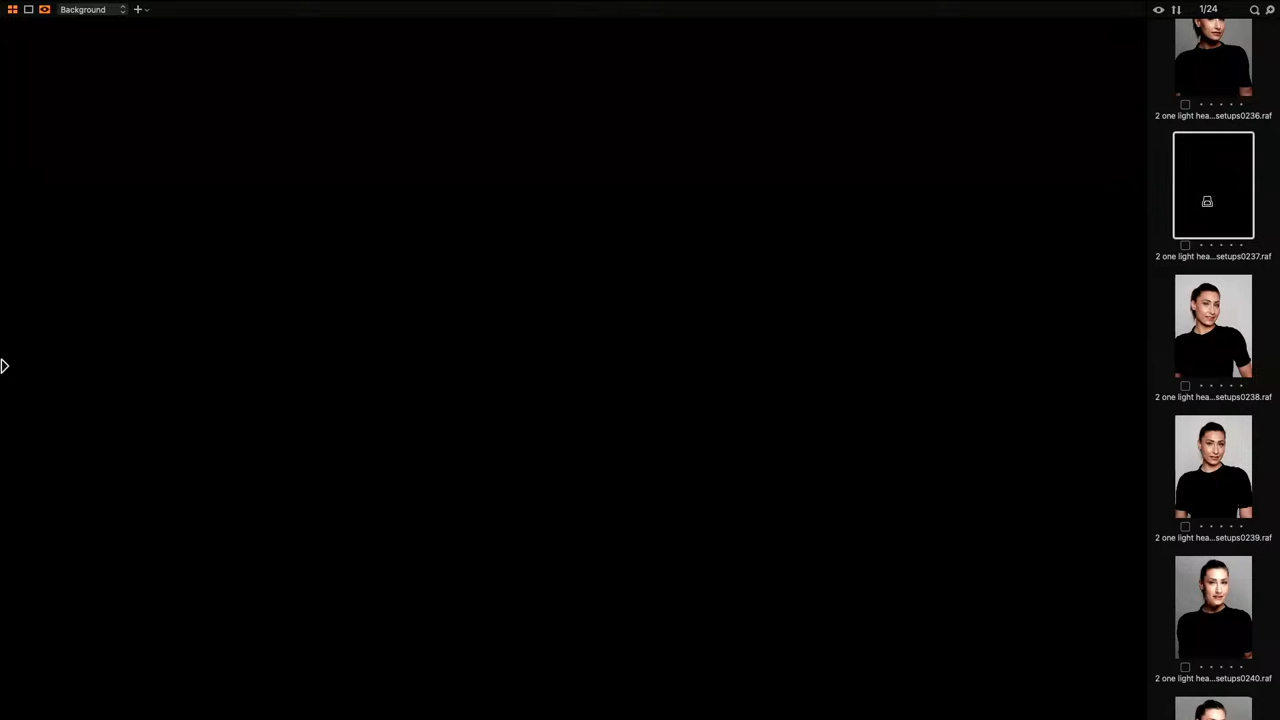 Background
1/24
2 one light hea...setups0236.raf
2 one light hea...setups0237.raf
2 one light hea...setups0238.raf
2 one light hea...setups0239.raf
2 one light hea...setups0240.raf